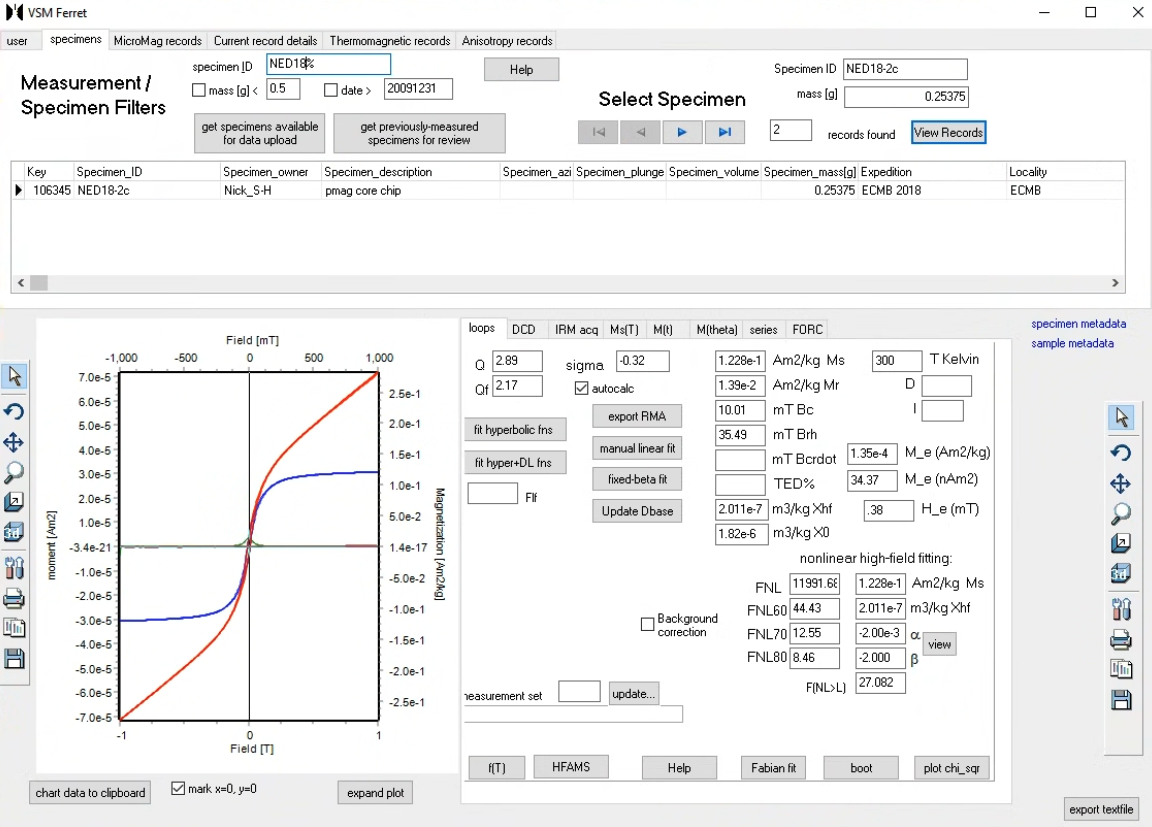 VSM Ferret
user specimens MicroMag records Current record details Thermomagnetic records Anisotropy records
Measurement /
Specimen Filters
specimen ID NED18%
mass [g] < 0.5 date > 20091231
Help
get specimens available
for data upload
get previously-measured
specimens for review
Select Specimen
Specimen ID NED18-2c
mass [g] 0.25375
2 records found View Records
Key Specimen_ID Specimen_owner Specimen_description Specimen_azi Specimen_plunge Specimen_volume Specimen_mass[g] Expedition Locality
106345 NED18-2c Nick_S-H pmag core chip 0.25375 ECMB 2018 ECMB
Field [mT]
-1,000 -500 0 500 1,000
7.0e-5
6.0e-5
5.0e-5
4.0e-5
3.0e-5
2.0e-5
1.0e-5
-3.4e-21
-1.0e-5
-2.0e-5
-3.0e-5
-4.0e-5
-5.0e-5
-6.0e-5
-7.0e-5
moment [Am2]
2.5e-1
2.0e-1
1.5e-1
1.0e-1
5.0e-2
1.4e-17
-5.0e-2
-1.0e-1
-1.5e-1
-2.0e-1
-2.5e-1
Magnetization [Am2/kg]
-1 0 1
Field [T]
chart data to clipboard mark x=0, y=0 expand plot
loops DCD IRM acq Ms(T) M(t) M(theta) series FORC
specimen metadata
sample metadata
Q 2.89
Qf 2.17
sigma -0.32
autocalc
fit hyperbolic fns
fit hyper+DL fns
Flf
export RMA
manual linear fit
fixed-beta fit
Update Dbase
1.228e-1 Am2/kg Ms
1.39e-2 Am2/kg Mr
10.01 mT Bc
35.49 mT Brh
mT Bcrdot
TED%
2.011e-7 m3/kg Xhf
1.82e-6 m3/kg X0
300 T Kelvin
D
I
1.35e-4 M_e (Am2/kg)
34.37 M_e (nAm2)
.38 H_e (mT)
nonlinear high-field fitting:
FNL 11991.68 1.228e-1 Am2/kg Ms
FNL60 44.43 2.011e-7 m3/kg Xhf
FNL70 12.55 -2.00e-3 α
FNL80 8.46 -2.000 β
view
F(NL>L) 27.082
Background
correction
measurement set update...
f(T) HFAMS Help Fabian fit boot plot chi_sqr
3d
3d
export textfile